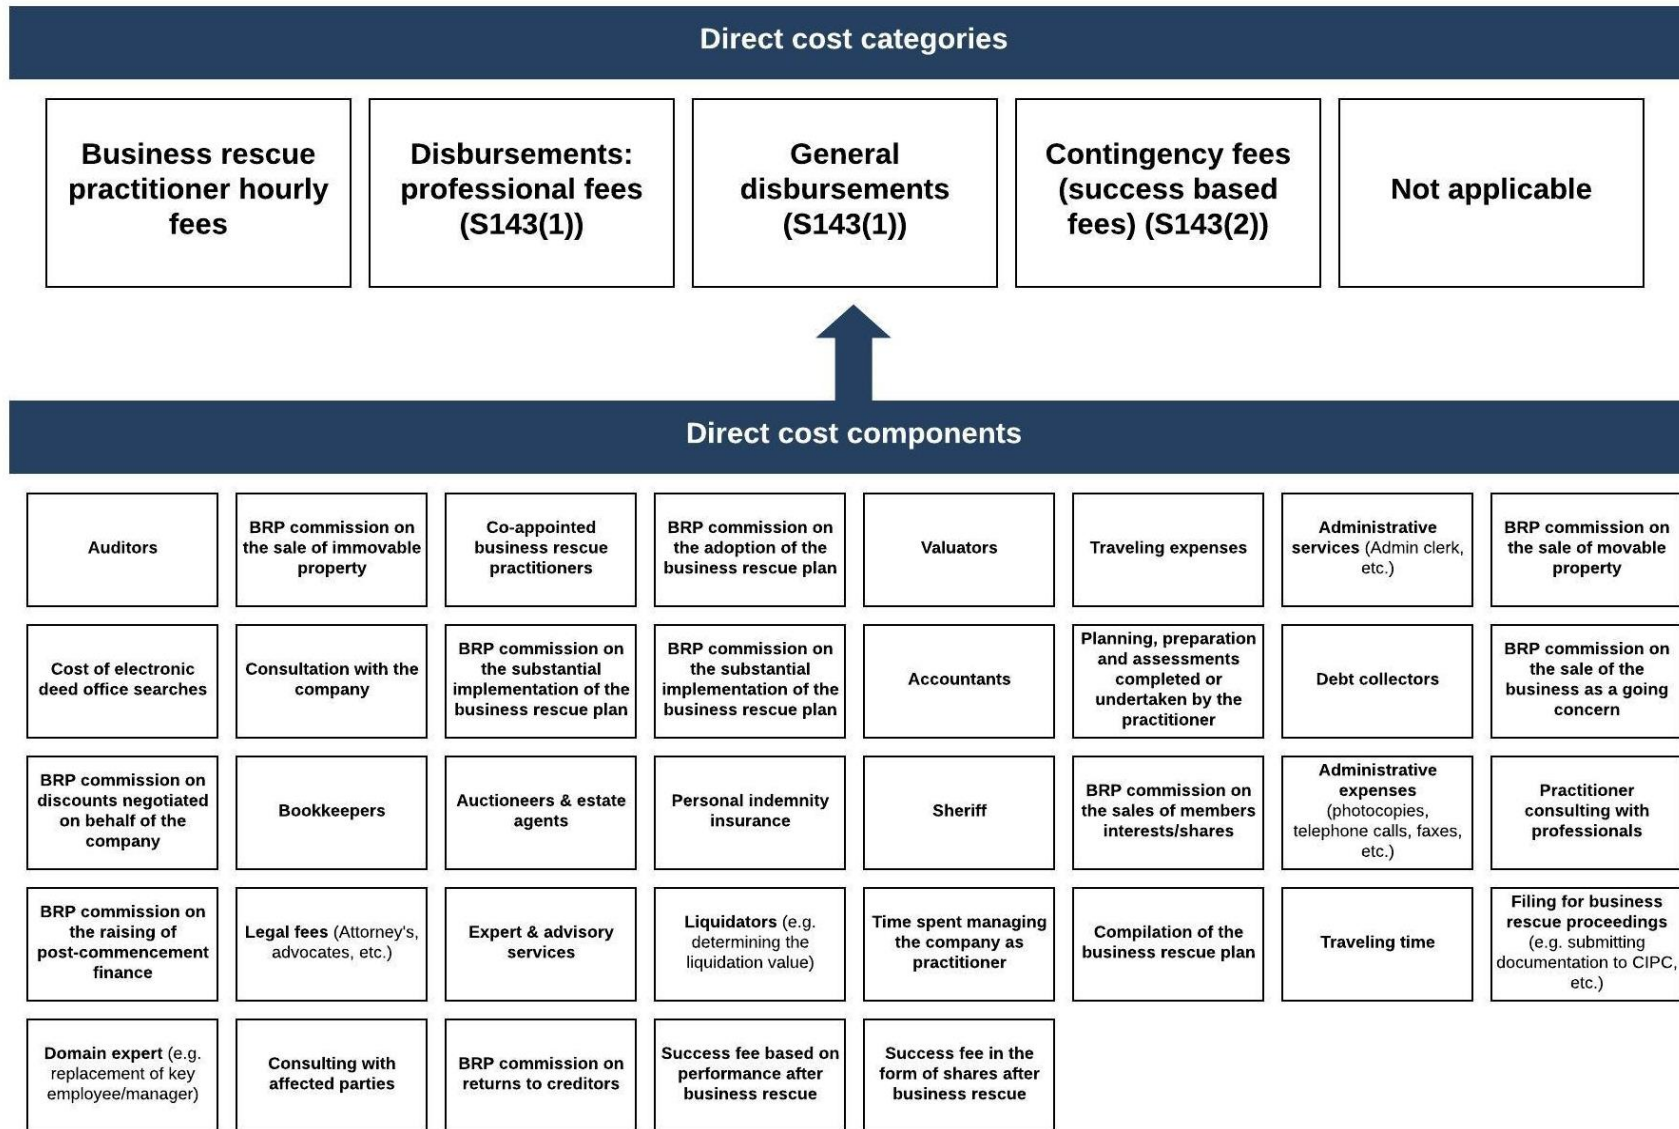 Direct cost categories
Business rescue
practitioner hourly
fees
Disbursements:
professional fees
(S143(1))
General
disbursements
(S143(1))
Contingency fees
(success based
fees) (S143(2))
Not applicable
Direct cost components
Auditors
BRP commission on
the sale of immovable
property
Co-appointed
business rescue
practitioners
BRP commission on
the adoption of the
business rescue plan
Valuators
Traveling expenses
Administrative
services (Admin clerk,
etc.)
BRP commission on
the sale of movable
property
Cost of electronic
deed office searches
Consultation with the
company
BRP commission on
the substantial
implementation of the
business rescue plan
BRP commission on
the substantial
implementation of the
business rescue plan
Accountants
Planning, preparation
and assessments
completed or
undertaken by the
practitioner
Debt collectors
BRP commission on
the sale of the
business as a going
concern
BRP commission on
discounts negotiated
on behalf of the
company
Bookkeepers
Auctioneers & estate
agents
Personal indemnity
insurance
Sheriff
BRP commission on
the sales of members
interests/shares
Administrative
expenses
(photocopies,
telephone calls, faxes,
etc.)
Practitioner
consulting with
professionals
BRP commission on
the raising of
post-commencement
finance
Legal fees (Attorney's,
advocates, etc.)
Expert & advisory
services
Liquidators (e.g.
determining the
liquidation value)
Time spent managing
the company as
practitioner
Compilation of the
business rescue plan
Traveling time
Filing for business
rescue proceedings
(e.g. submitting
documentation to CIPC,
etc.)
Domain expert (e.g.
replacement of key
employee/manager)
Consulting with
affected parties
BRP commission on
returns to creditors
Success fee based on
performance after
business rescue
Success fee in the
form of shares after
business rescue